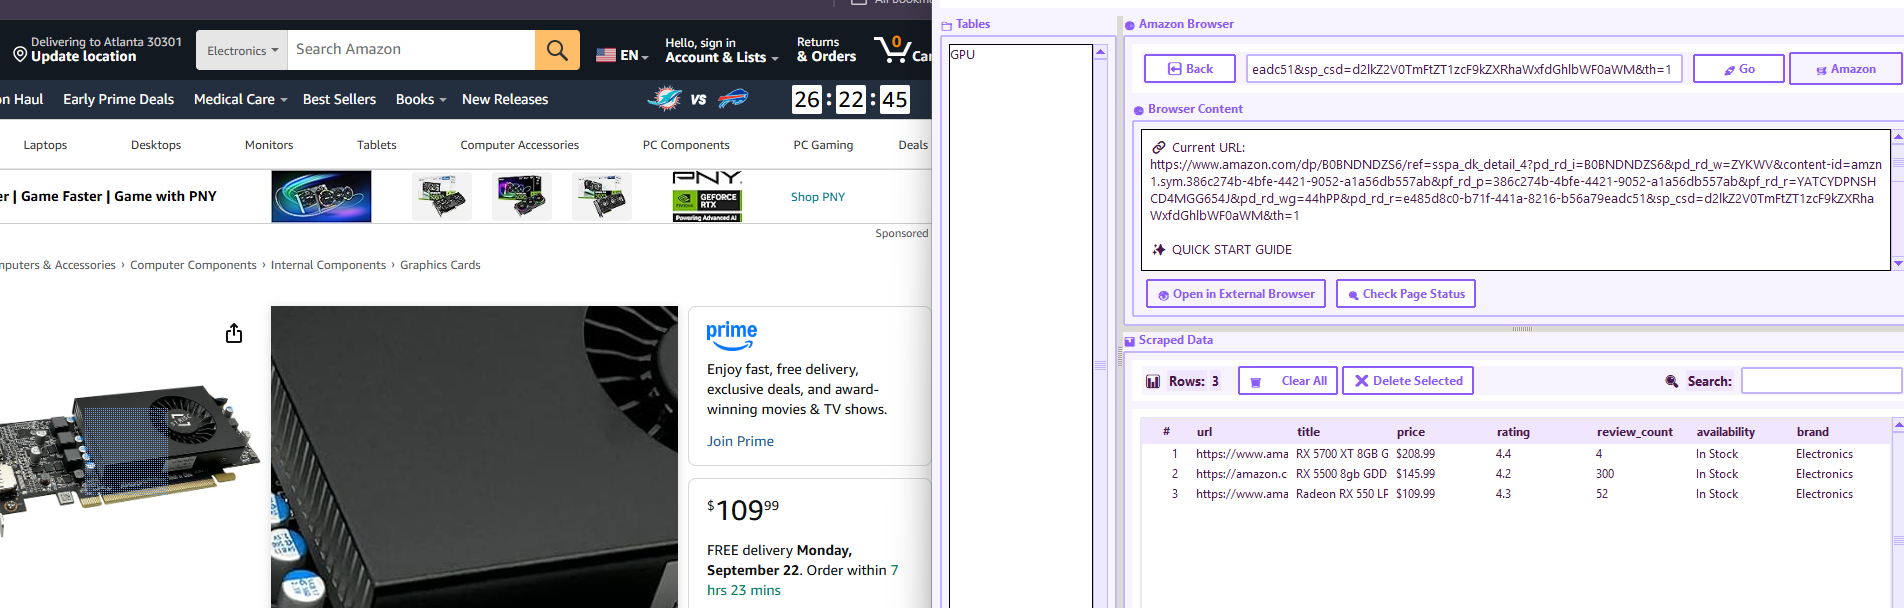 Delivering to Atlanta 30301
Update location
Electronics
Search Amazon
EN
Hello, sign in
Account & Lists
Returns
& Orders
0
on Haul
Early Prime Deals
Medical Care
Best Sellers
Books
New Releases
VS
26 : 22 : 45
Laptops
Desktops
Monitors
Tablets
Computer Accessories
PC Components
PC Gaming
Deals
r | Game Faster | Game with PNY
PNY
GEFORCE
RTX
Powering Advanced AI
Shop PNY
Sponsored
mputers & Accessories › Computer Components › Internal Components › Graphics Cards
prime
Enjoy fast, free delivery,
exclusive deals, and award-
winning movies & TV shows.
Join Prime
$109.99
FREE delivery Monday,
September 22. Order within 7
hrs 23 mins
Tables
GPU
Amazon Browser
Back
eadc51&sp_csd=d2lkZ2V0TmFtZT1zcF9kZXRhaWxfdGhlbWF0aWM&th=1
Go
Amazon
Browser Content
Current URL:
https://www.amazon.com/dp/B0BNDNDZS6/ref=sspa_dk_detail_4?pd_rd_i=B0BNDNDZS6&pd_rd_w=ZYKWV&content-id=amzn
1.sym.386c274b-4bfe-4421-9052-a1a56db557ab&pf_rd_p=386c274b-4bfe-4421-9052-a1a56db557ab&pf_rd_r=YATCYDPNSH
CD4MGG654J&pd_rd_wg=44hPP&pd_rd_r=e485d8c0-b71f-441a-8216-b56a79eadc51&sp_csd=d2lkZ2V0TmFtZT1zcF9kZXRha
WxfdGhlbWF0aWM&th=1
QUICK START GUIDE
Open in External Browser
Check Page Status
Scraped Data
Rows: 3
Clear All
Delete Selected
Search:
# url title price rating review_count availability brand
1 https://www.ama RX 5700 XT 8GB G $208.99 4.4 4 In Stock Electronics
2 https://amazon.c RX 5500 8gb GDD $145.99 4.2 300 In Stock Electronics
3 https://www.ama Radeon RX 550 LP $109.99 4.3 52 In Stock Electronics